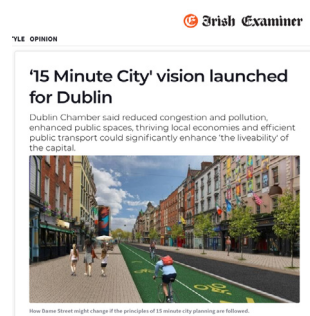 Irish Examiner
'YLE OPINION
'15 Minute City' vision launched
for Dublin
Dublin Chamber said reduced congestion and pollution,
enhanced public spaces, thriving local economies and efficient
public transport could significantly enhance 'the liveability' of
the capital.
How Dame Street might change if the principles of 15 minute city planning are followed.